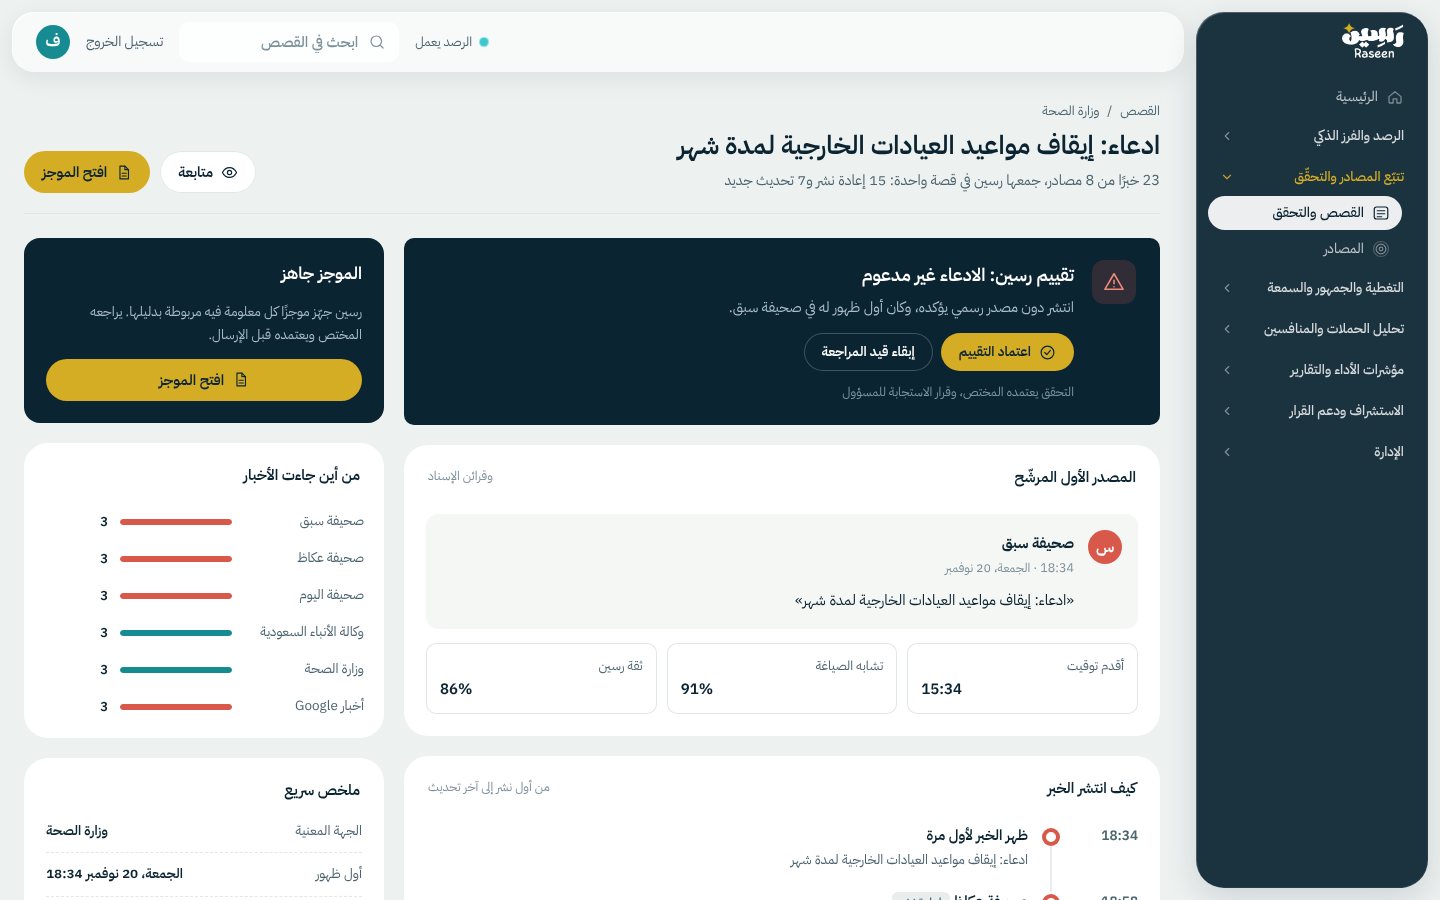 رَسِين
Raseen
الرئيسية
الرصد والفرز الذكي
تتبّع المصادر والتحقّق
القصص والتحقق
المصادر
التغطية والجمهور والسمعة
تحليل الحملات والمنافسين
مؤشرات الأداء والتقارير
الاستشراف ودعم القرار
الإدارة
الرصد يعمل
ابحث في القصص
تسجيل الخروج
ف
القصص / وزارة الصحة
ادعاء: إيقاف مواعيد العيادات الخارجية لمدة شهر
23 خبرًا من 8 مصادر، جمعها رسين في قصة واحدة: 15 إعادة نشر و7 تحديث جديد
متابعة
افتح الموجز
تقييم رسين: الادعاء غير مدعوم
انتشر دون مصدر رسمي يؤكده، وكان أول ظهور له في صحيفة سبق.
اعتماد التقييم
إبقاء قيد المراجعة
التحقق يعتمده المختص، وقرار الاستجابة للمسؤول
المصدر الأول المرشّح
وقرائن الإسناد
س
صحيفة سبق
18:34 · الجمعة، 20 نوفمبر
«ادعاء: إيقاف مواعيد العيادات الخارجية لمدة شهر»
أقدم توقيت
15:34
تشابه الصياغة
91%
ثقة رسين
86%
كيف انتشر الخبر
من أول نشر إلى آخر تحديث
18:34
ظهر الخبر لأول مرة
ادعاء: إيقاف مواعيد العيادات الخارجية لمدة شهر
الموجز جاهز
رسين جهّز موجزًا كل معلومة فيه مربوطة بدليلها. يراجعه
المختص ويعتمده قبل الإرسال.
افتح الموجز
من أين جاءت الأخبار
صحيفة سبق 3
صحيفة عكاظ 3
صحيفة اليوم 3
وكالة الأنباء السعودية 3
وزارة الصحة 3
أخبار Google 3
ملخص سريع
الجهة المعنية
وزارة الصحة
أول ظهور
الجمعة، 20 نوفمبر 18:34